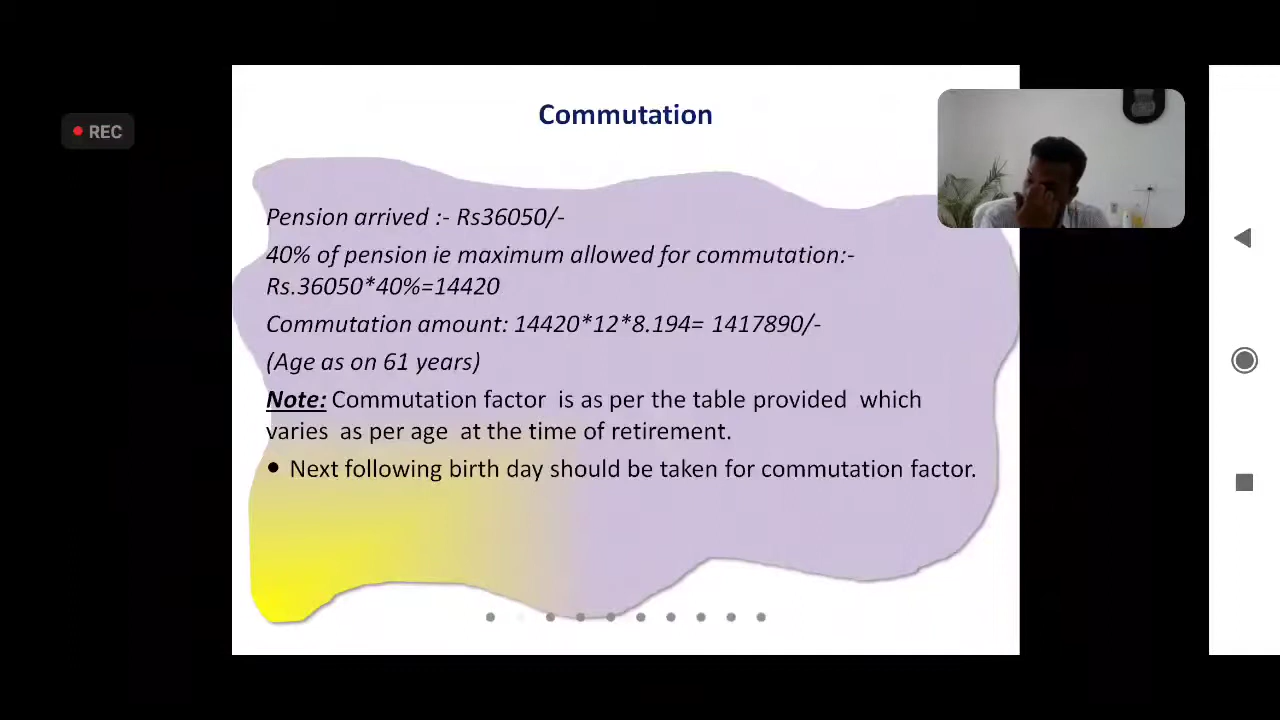 Commutation
REC
Pension arrived :- Rs36050/-
40% of pension ie maximum allowed for commutation:-
Rs.36050*40%=14420
Commutation amount: 14420*12*8.194= 1417890/-
(Age as on 61 years)
Note: Commutation factor is as per the table provided which
varies as per age at the time of retirement.
• Next following birth day should be taken for commutation factor.